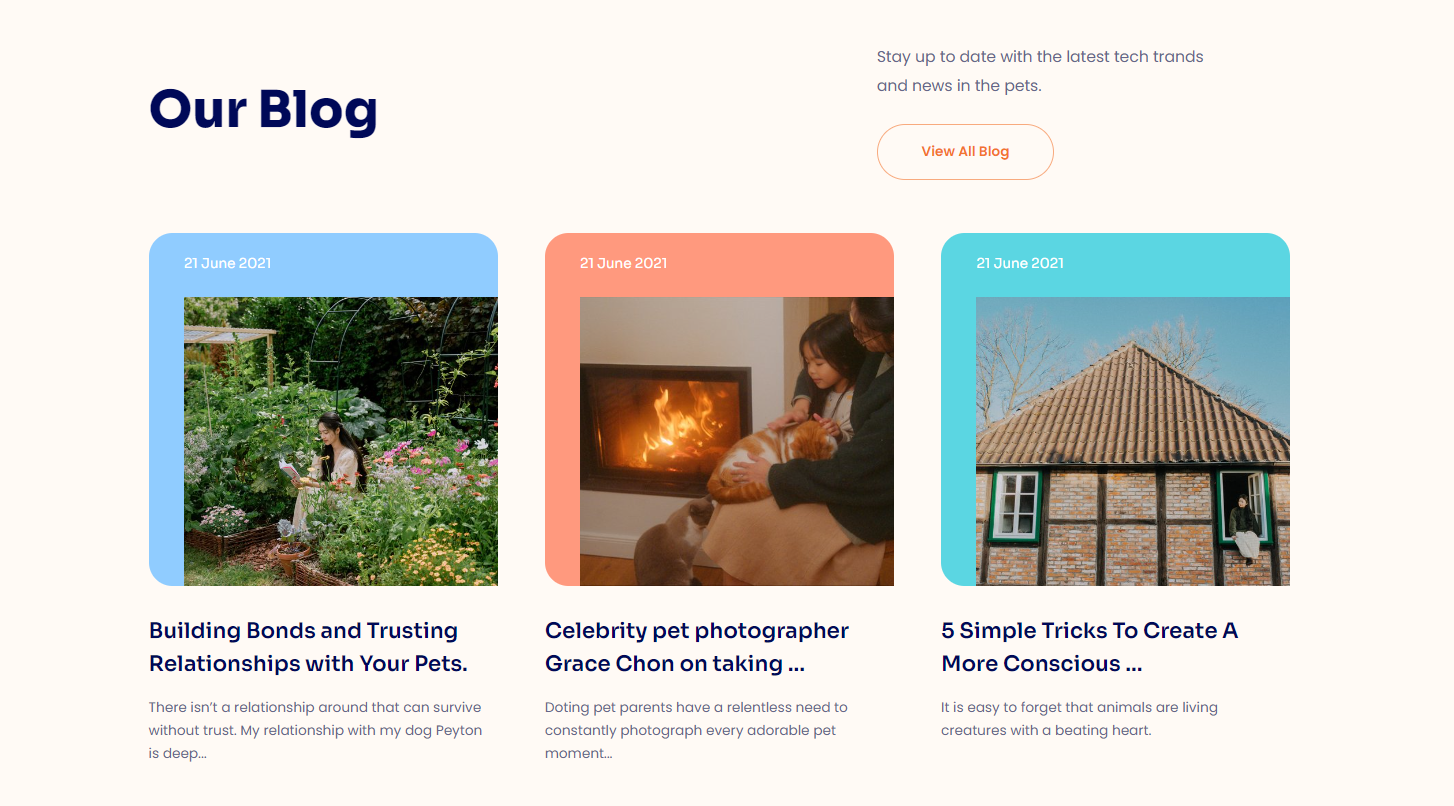 Our Blog
Stay up to date with the latest tech trands
and news in the pets.
View All Blog
21 June 2021
Building Bonds and Trusting
Relationships with Your Pets.
There isn’t a relationship around that can survive
without trust. My relationship with my dog Peyton
is deep...
21 June 2021
Celebrity pet photographer
Grace Chon on taking ...
Doting pet parents have a relentless need to
constantly photograph every adorable pet
moment...
21 June 2021
5 Simple Tricks To Create A
More Conscious ...
It is easy to forget that animals are living
creatures with a beating heart.